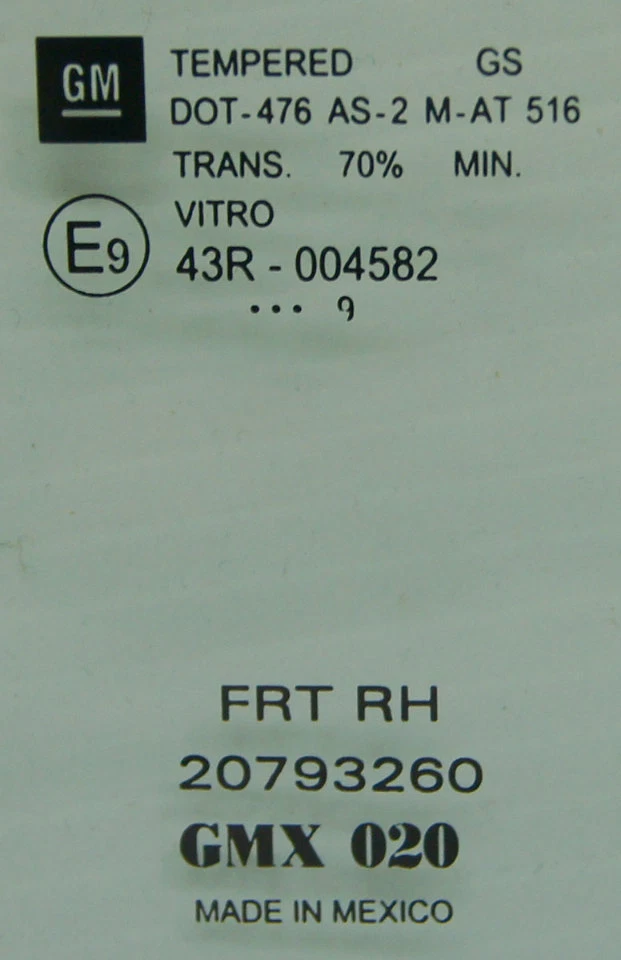 GM
TEMPERED GS
DOT-476 AS-2 M-AT 516
TRANS. 70% MIN.
VITRO
E9
43R - 004582
••• 9
FRT RH
20793260
GMX 020
MADE IN MEXICO